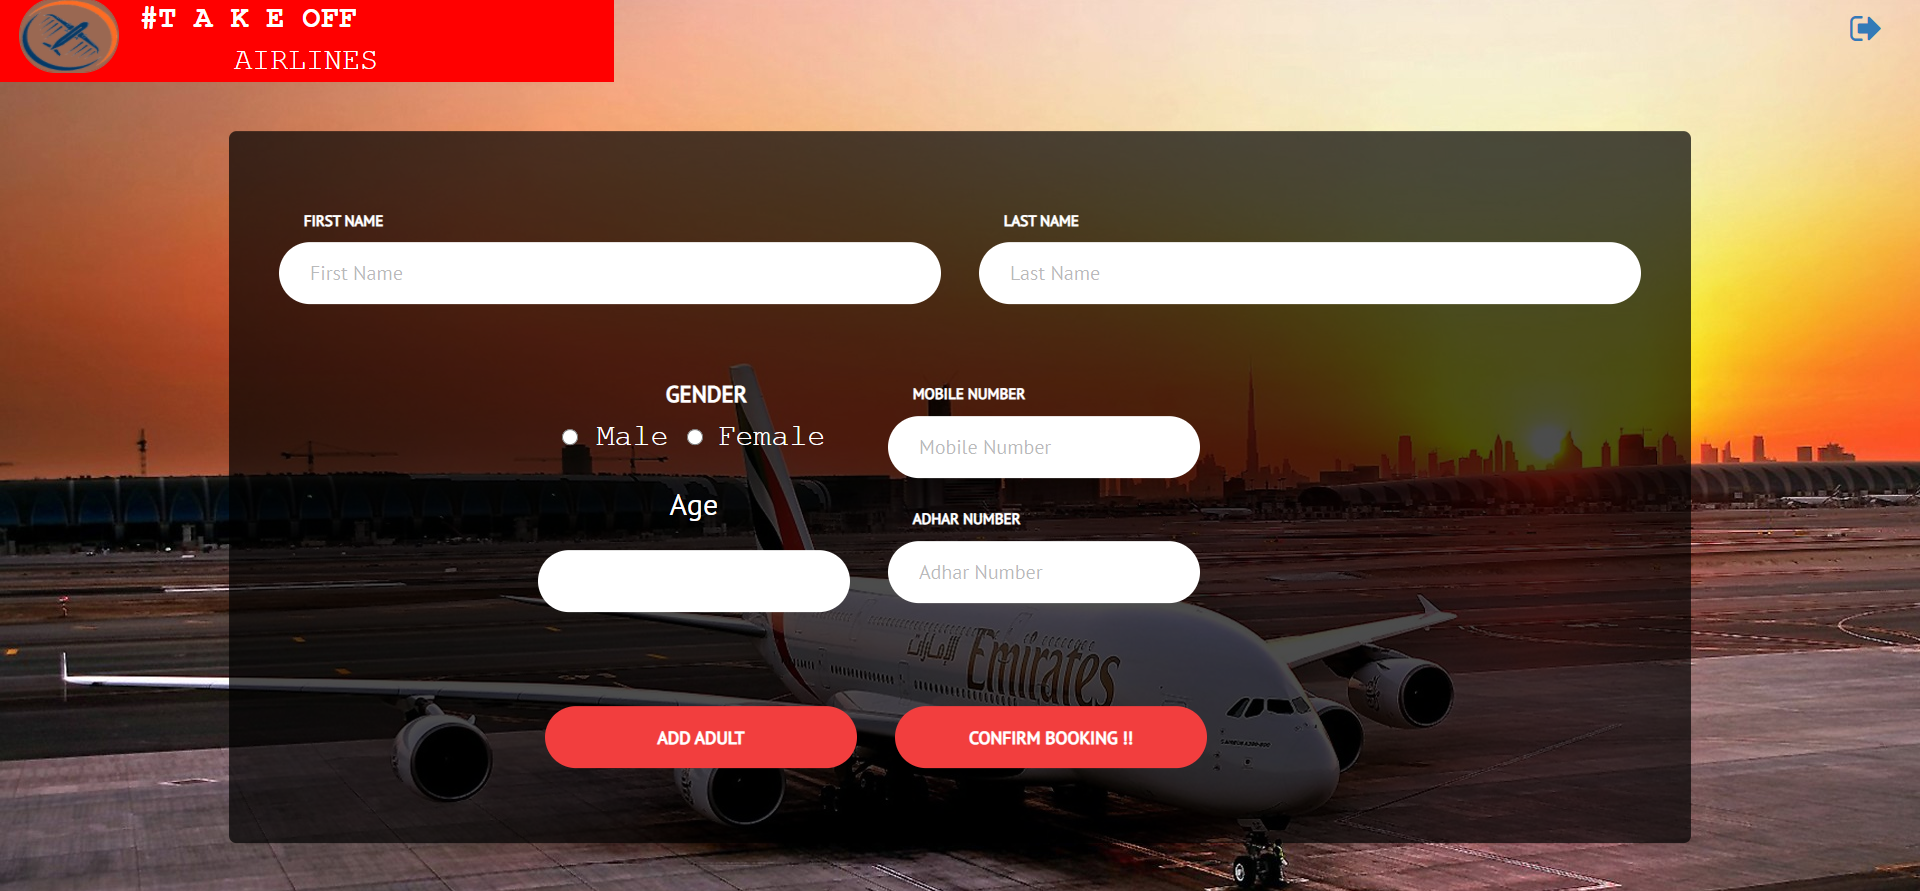 #T A K E OFF
AIRLINES
FIRST NAME
LAST NAME
First Name
Last Name
GENDER
Male
Female
MOBILE NUMBER
Mobile Number
Age
ADHAR NUMBER
Adhar Number
Emirates
ADD ADULT
CONFIRM BOOKING !!